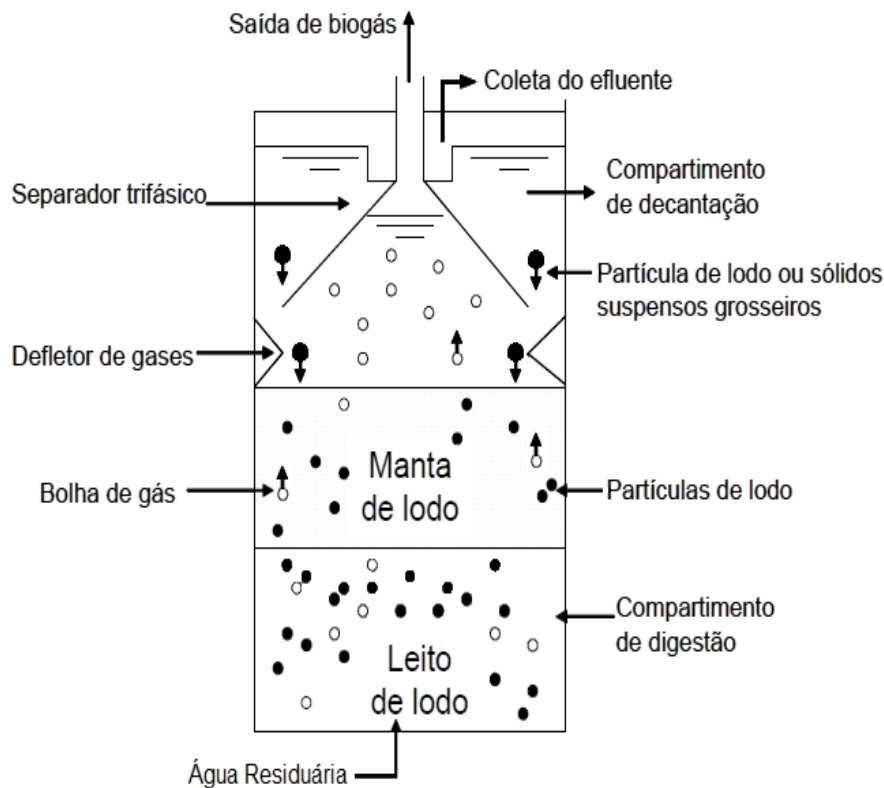 Saída de biogás
Coleta do efluente
Compartimento
de decantação
Separador trifásico
Partícula de lodo ou sólidos
suspensos grosseiros
Defletor de gases
Manta
de lodo
Bolha de gás
Partículas de lodo
Compartimento
de digestão
Leito
de lodo
Água Residuária